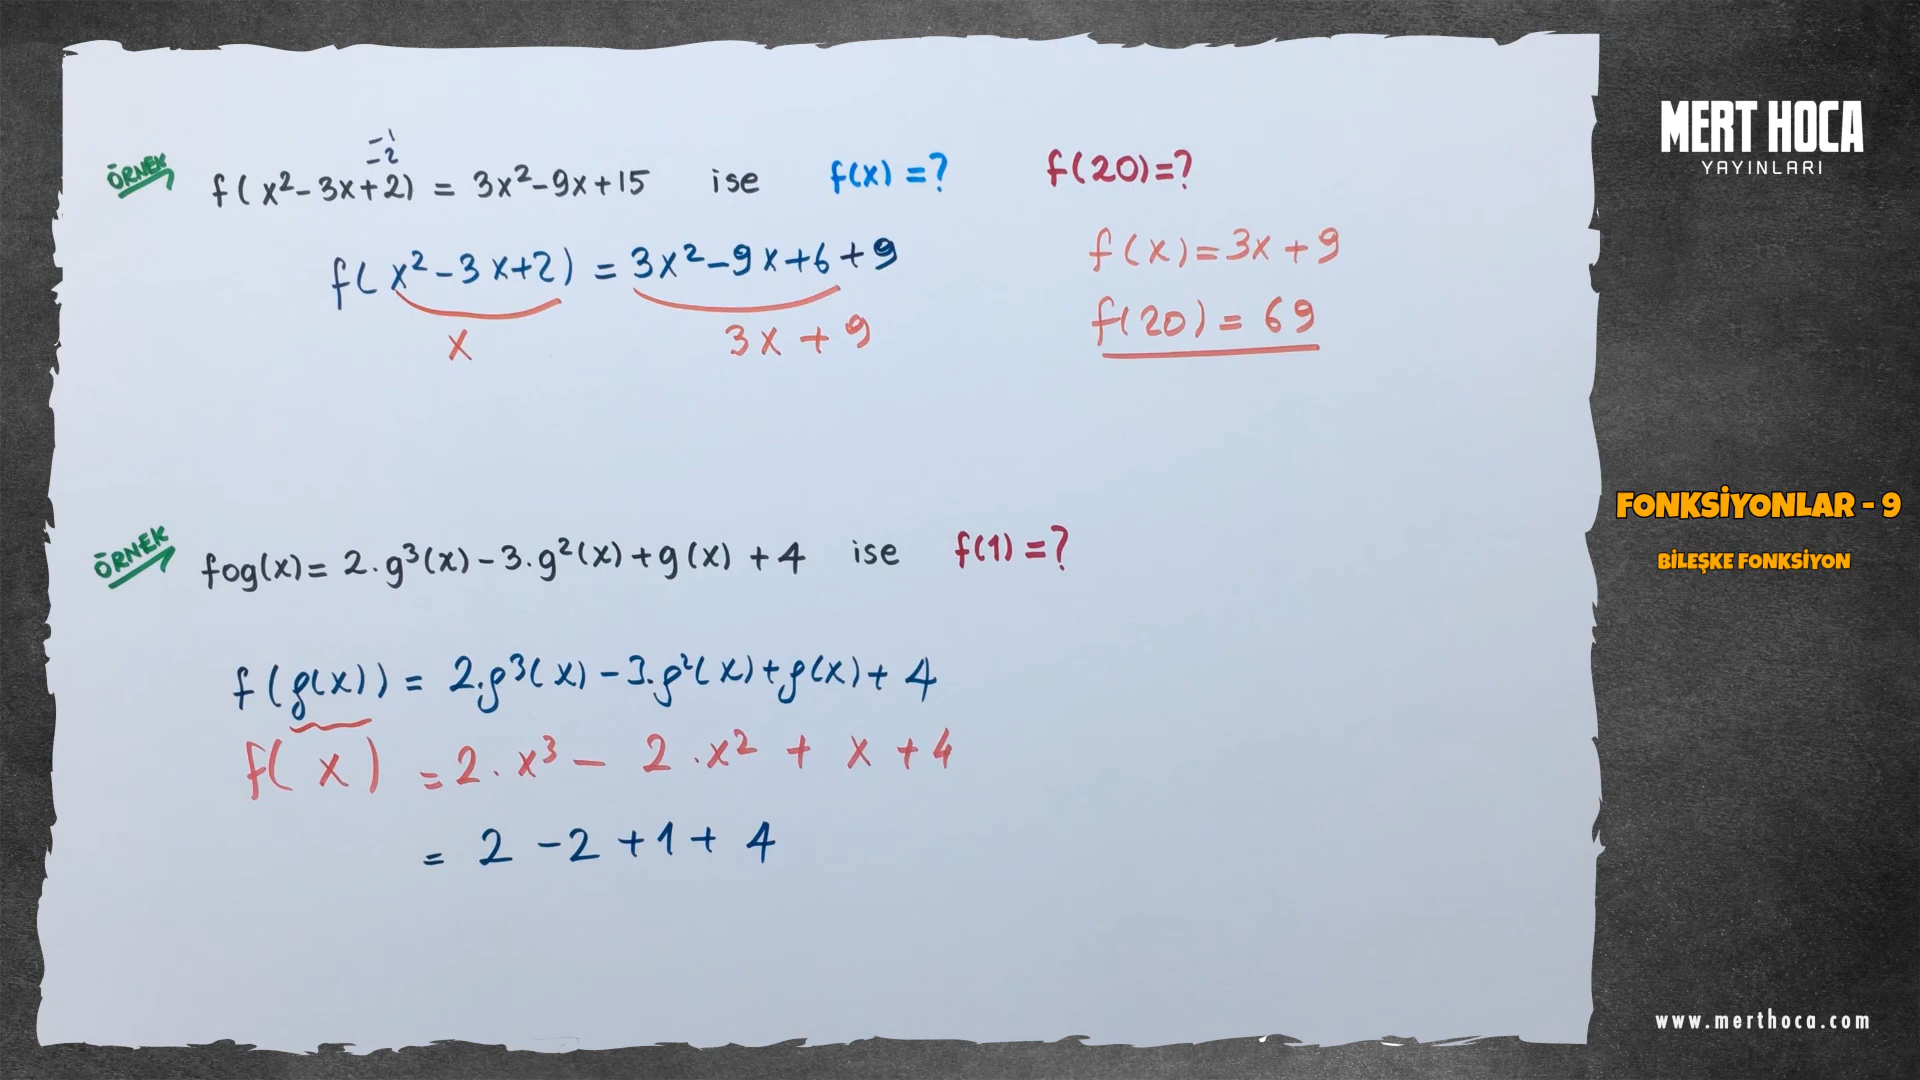 MERT HOCA
YAYINLARI
ÖRNEK
-1
-2
f(x²-3x+2) = 3x²-9x+15 ise f(x)=? f(20)=?
f(x²-3x+2) = 3x²-9x+6+9
x
3x+9
f(x)=3x+9
f(20)=69
FONKSİYONLAR - 9
BİLEŞKE FONKSİYON
ÖRNEK
fog(x)= 2.g³(x)-3.g²(x)+g(x)+4 ise f(1)=?
f(g(x)) = 2.g³(x)-3.g²(x)+g(x)+4
f(x) = 2.x³ - 2.x² + x + 4
= 2 -2 +1+ 4
www.merthoca.com